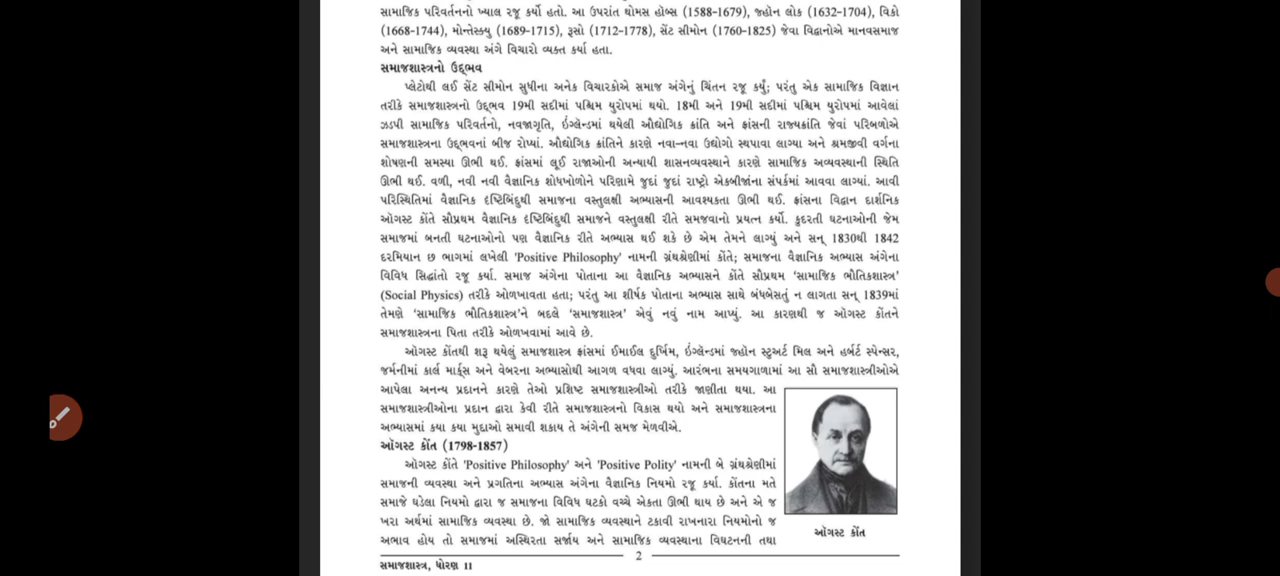 સામાજિક પરિવર્તનનો ખ્યાલ રજૂ કર્યો હતો. આ ઉપરાંત થોમસ હૉબ્સ (1588-1679), જ્હૉન લોક (1632-1704), વિકો
(1668-1744), મોન્તેસ્ક્યુ (1689-1715), રૂસો (1712-1778), સેંટ સીમોન (1760-1825) જેવા વિદ્વાનોએ માનવસમાજ
અને સામાજિક વ્યવસ્થા અંગે વિચારો વ્યક્ત કર્યા હતા.
સમાજશાસ્ત્રનો ઉદ્દ્ભવ
પ્લેટોથી લઈ સેંટ સીમોન સુધીના અનેક વિચારકોએ સમાજ અંગેનું ચિંતન રજૂ કર્યું; પરંતુ એક સામાજિક વિજ્ઞાન
તરીકે સમાજશાસ્ત્રનો ઉદ્દ્ભવ 19મી સદીમાં પશ્ચિમ યુરોપમાં થયો. 18મી અને 19મી સદીમાં પશ્ચિમ યુરોપમાં આવેલાં
ઝડપી સામાજિક પરિવર્તનો, નવજાગૃતિ, ઇંગ્લૅન્ડમાં થયેલી ઔદ્યોગિક ક્રાંતિ અને ફ્રાંસની રાજ્યક્રાંતિ જેવાં પરિબળોએ
સમાજશાસ્ત્રના ઉદ્દ્ભવનાં બીજ રોપ્યાં. ઔદ્યોગિક ક્રાંતિને કારણે નવા-નવા ઉદ્યોગો સ્થપાવા લાગ્યા અને શ્રમજીવી વર્ગના
શોષણની સમસ્યા ઊભી થઈ. ફ્રાંસમાં લૂઈ રાજાઓની અન્યાયી શાસનવ્યવસ્થાને કારણે સામાજિક અવ્યવસ્થાની સ્થિતિ
ઊભી થઈ. વળી, નવી નવી વૈજ્ઞાનિક શોધખોળોને પરિણામે જુદાં જુદાં રાષ્ટ્રો એકબીજાંના સંપર્કમાં આવવા લાગ્યાં. આવી
પરિસ્થિતિમાં વૈજ્ઞાનિક દૃષ્ટિબિંદુથી સમાજના વસ્તુલક્ષી અભ્યાસની આવશ્યકતા ઊભી થઈ. ફ્રાંસના વિદ્વાન દાર્શનિક
ઑગસ્ટ કૉંતે સૌપ્રથમ વૈજ્ઞાનિક દૃષ્ટિબિંદુથી સમાજને વસ્તુલક્ષી રીતે સમજવાનો પ્રયત્ન કર્યો. કુદરતી ઘટનાઓની જેમ
સમાજમાં બનતી ઘટનાઓનો પણ વૈજ્ઞાનિક રીતે અભ્યાસ થઈ શકે છે એમ તેમને લાગ્યું અને સન્ 1830થી 1842
દરમિયાન છ ભાગમાં લખેલી 'Positive Philosophy' નામની ગ્રંથશ્રેણીમાં કૉંતે; સમાજના વૈજ્ઞાનિક અભ્યાસ અંગેના
વિવિધ સિદ્ધાંતો રજૂ કર્યા. સમાજ અંગેના પોતાના આ વૈજ્ઞાનિક અભ્યાસને કૉંતે સૌપ્રથમ ‘સામાજિક ભૌતિકશાસ્ત્ર’
(Social Physics) તરીકે ઓળખાવતા હતા; પરંતુ આ શીર્ષક પોતાના અભ્યાસ સાથે બંધબેસતું ન લાગતા સન્ 1839માં
તેમણે ‘સામાજિક ભૌતિકશાસ્ત્ર’ને બદલે ‘સમાજશાસ્ત્ર’ એવું નવું નામ આપ્યું. આ કારણથી જ ઑગસ્ટ કૉંતને
સમાજશાસ્ત્રના પિતા તરીકે ઓળખવામાં આવે છે.
ઑગસ્ટ કૉંતથી શરૂ થયેલું સમાજશાસ્ત્ર ફ્રાંસમાં ઈમાઈલ દુર્ખિમ, ઇંગ્લૅન્ડમાં જ્હૉન સ્ટુઅર્ટ મિલ અને હર્બર્ટ સ્પેન્સર,
જર્મનીમાં કાર્લ માર્ક્સ અને વેબરના અભ્યાસોથી આગળ વધવા લાગ્યું. આરંભના સમયગાળામાં આ સૌ સમાજશાસ્ત્રીઓએ
આપેલા અનન્ય પ્રદાનને કારણે તેઓ પ્રશિષ્ટ સમાજશાસ્ત્રીઓ તરીકે જાણીતા થયા. આ
સમાજશાસ્ત્રીઓના પ્રદાન દ્વારા કેવી રીતે સમાજશાસ્ત્રનો વિકાસ થયો અને સમાજશાસ્ત્રના
અભ્યાસમાં કયા કયા મુદ્દાઓ સમાવી શકાય તે અંગેની સમજ મેળવીએ.
ઑગસ્ટ કૉંત (1798-1857)
ઑગસ્ટ કૉંતે 'Positive Philosophy' અને 'Positive Polity' નામની બે ગ્રંથશ્રેણીમાં
સમાજની વ્યવસ્થા અને પ્રગતિના અભ્યાસ અંગેના વૈજ્ઞાનિક નિયમો રજૂ કર્યા. કૉંતના મતે
સમાજે ઘડેલા નિયમો દ્વારા જ સમાજના વિવિધ ઘટકો વચ્ચે એકતા ઊભી થાય છે અને એ જ
ખરા અર્થમાં સામાજિક વ્યવસ્થા છે. જો સામાજિક વ્યવસ્થાને ટકાવી રાખનારા નિયમોનો જ
અભાવ હોય તો સમાજમાં અસ્થિરતા સર્જાય અને સામાજિક વ્યવસ્થાના વિઘટનની તથા
ઑગસ્ટ કૉંત
2
સમાજશાસ્ત્ર, ધોરણ 11